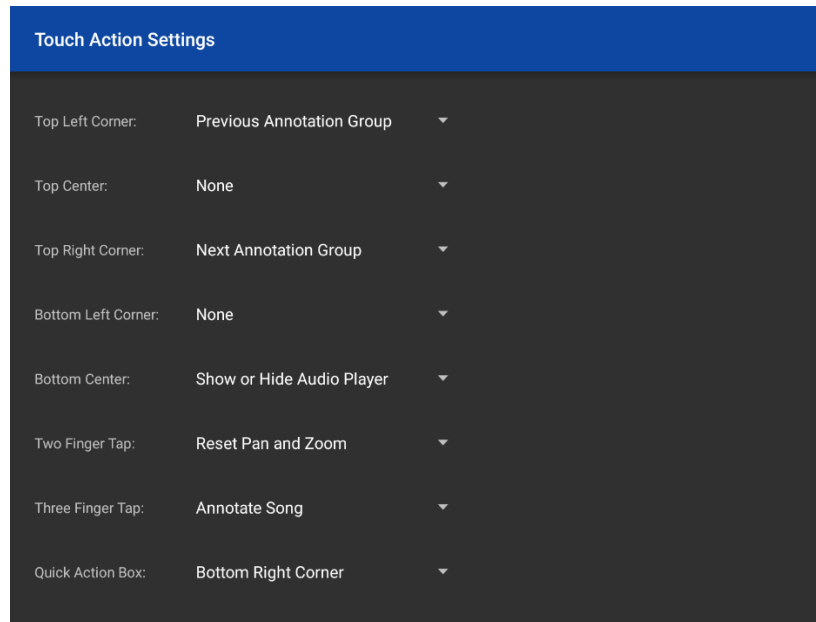 Touch Action Settings
Top Left Corner: Previous Annotation Group
Top Center: None
Top Right Corner: Next Annotation Group
Bottom Left Corner: None
Bottom Center: Show or Hide Audio Player
Two Finger Tap: Reset Pan and Zoom
Three Finger Tap: Annotate Song
Quick Action Box: Bottom Right Corner